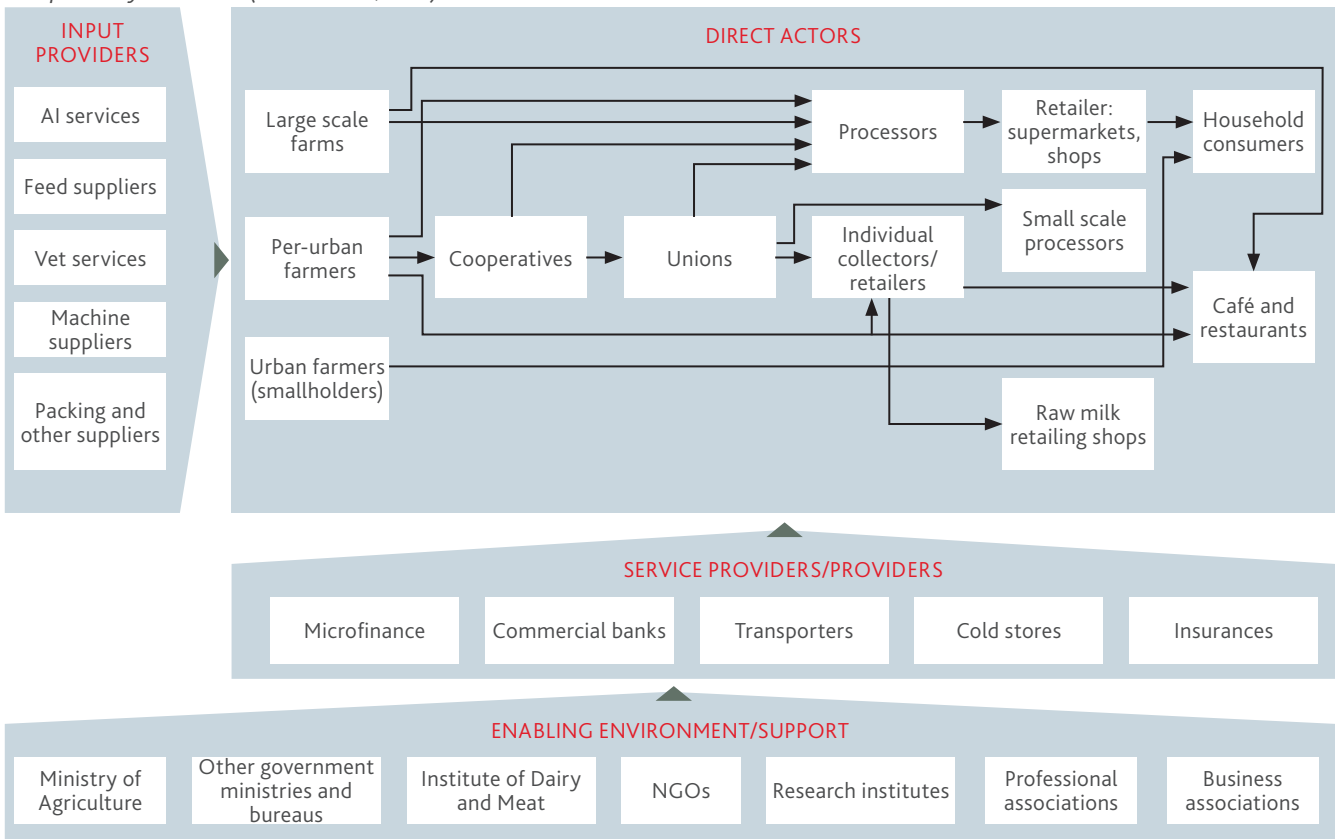 INPUT
PROVIDERS
AI services
Feed suppliers
Vet services
Machine
suppliers
Packing and
other suppliers
DIRECT ACTORS
Large scale
farms
Processors
Retailer:
supermarkets,
shops
Household
consumers
Per-urban
farmers
Cooperatives
Unions
Individual
collectors/
retailers
Small scale
processors
Café and
restaurants
Urban farmers
(smallholders)
Raw milk
retailing shops
SERVICE PROVIDERS/PROVIDERS
Microfinance
Commercial banks
Transporters
Cold stores
Insurances
ENABLING ENVIRONMENT/SUPPORT
Ministry of
Agriculture
Other government
ministries and
bureaus
Institute of Dairy
and Meat
NGOs
Research institutes
Professional
associations
Business
associations